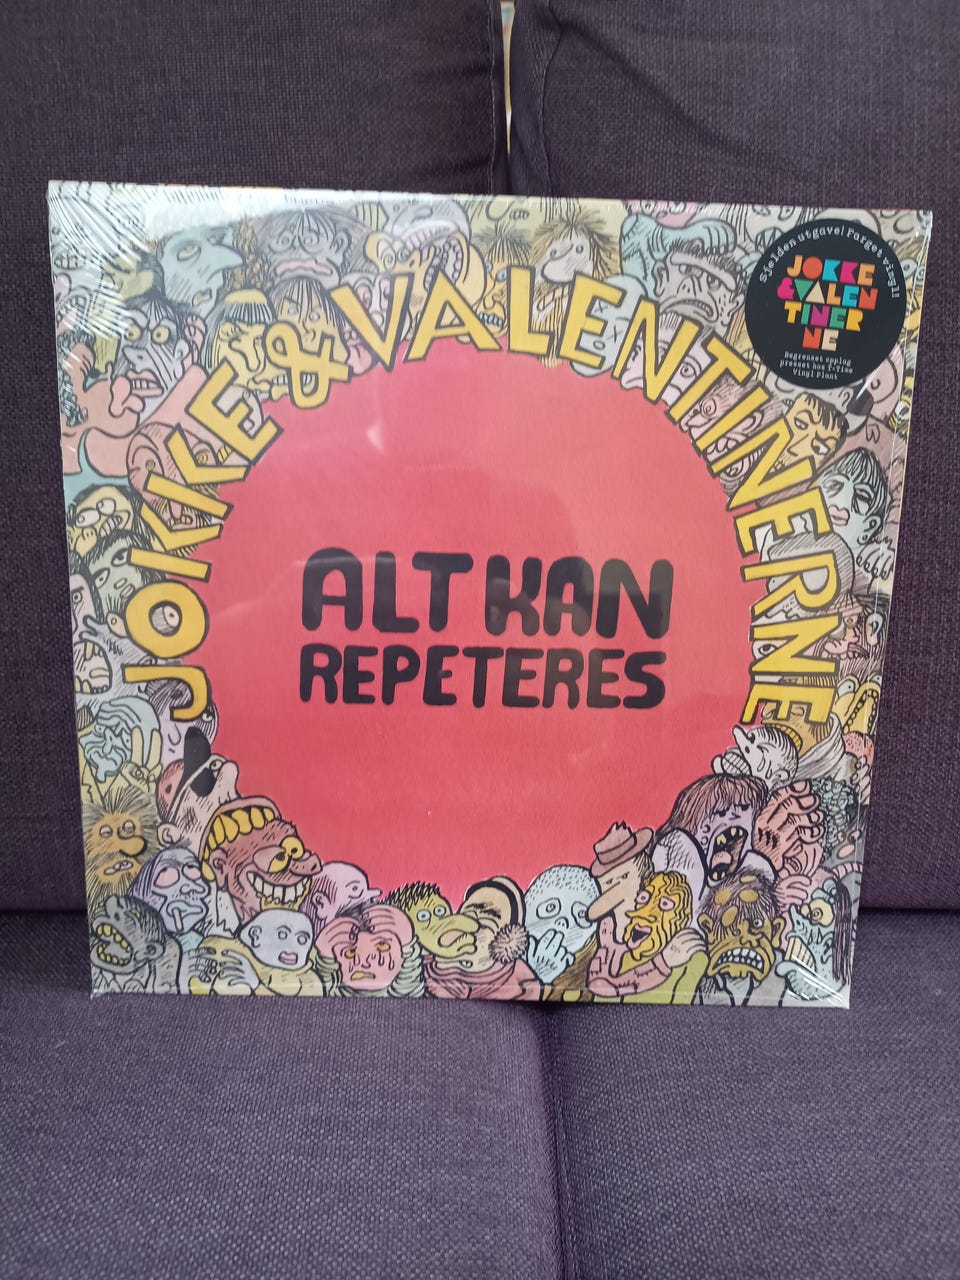 JOKKE & VALENTINERNE
ALT KAN
REPETERES
Sjelden utgave! Farget vinyl!
JOKKE
&VALEN
TINER
NE
Begrenset opplag
presset hos T-Time
Vinyl Plant